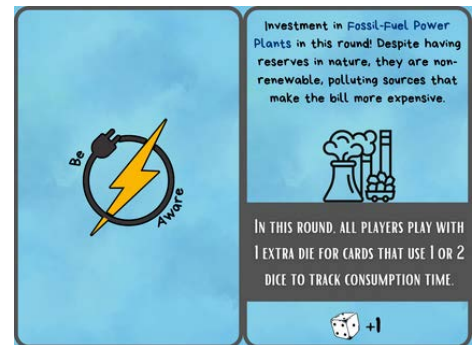 Be
Aware
Investment in Fossil-Fuel Power
Plants in this round! Despite having
reserves in nature, they are non-
renewable, polluting sources that
make the bill more expensive.
IN THIS ROUND, ALL PLAYERS PLAY WITH
1 EXTRA DIE FOR CARDS THAT USE 1 OR 2
DICE TO TRACK CONSUMPTION TIME.
+1